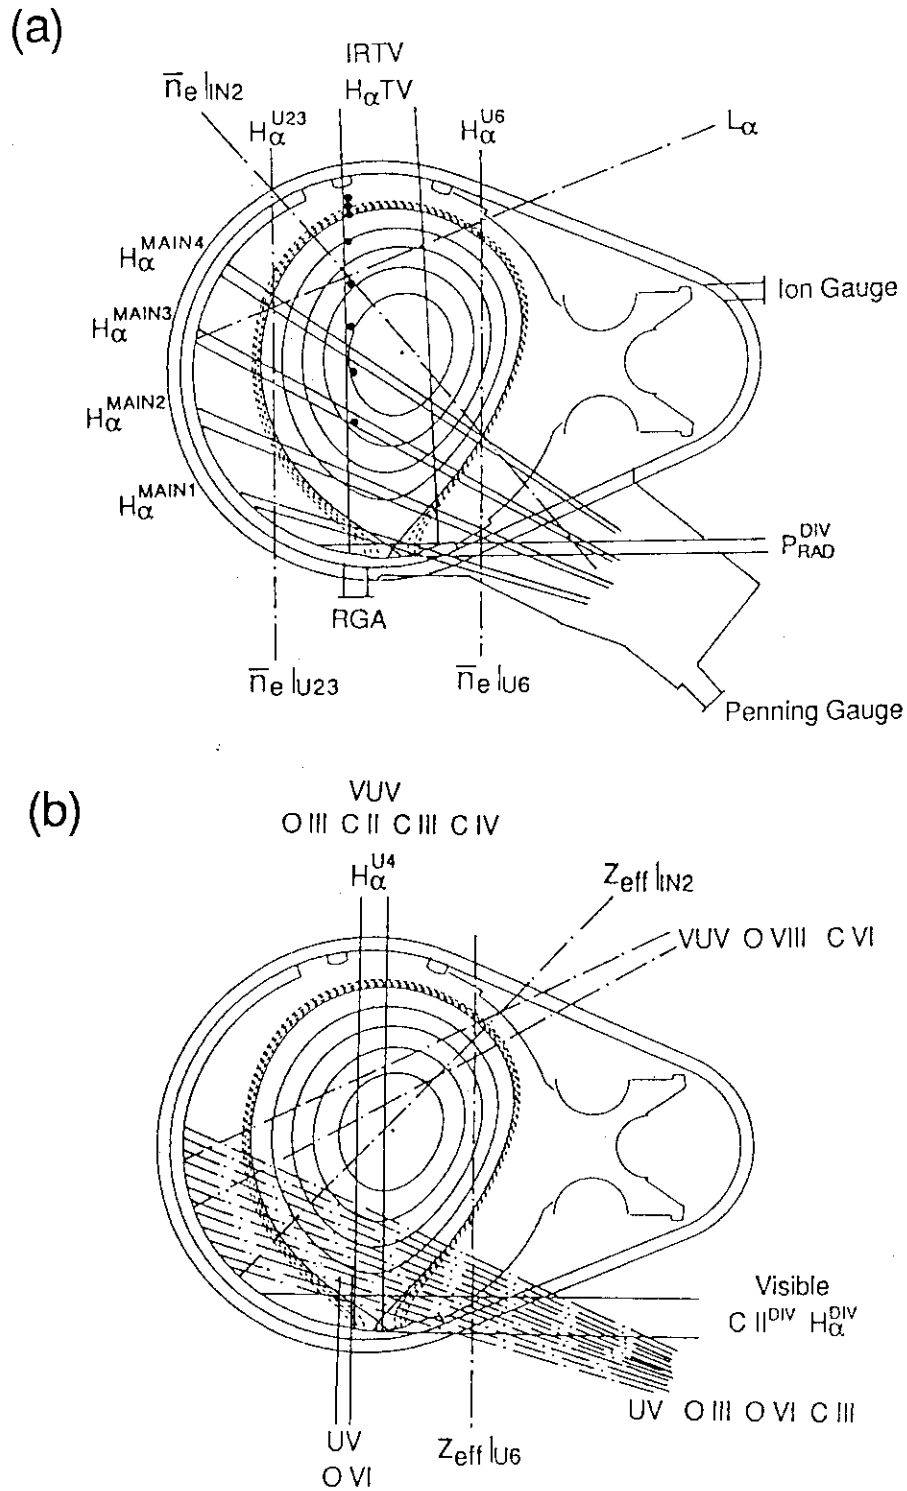 (a)
IRTV
n̅e |IN2
HαTV
Hα^U23
Hα^U6
Lα
Hα^MAIN4
Ion Gauge
Hα^MAIN3
Hα^MAIN2
Hα^MAIN1
P_RAD^DIV
RGA
n̅e |U23
n̅e |U6
Penning Gauge
(b)
VUV
O III C II C III C IV
Hα^U4
Zeff |IN2
VUV O VIII C VI
Visible
C II^DIV Hα^DIV
UV O III O VI C III
UV
O VI
Zeff |U6